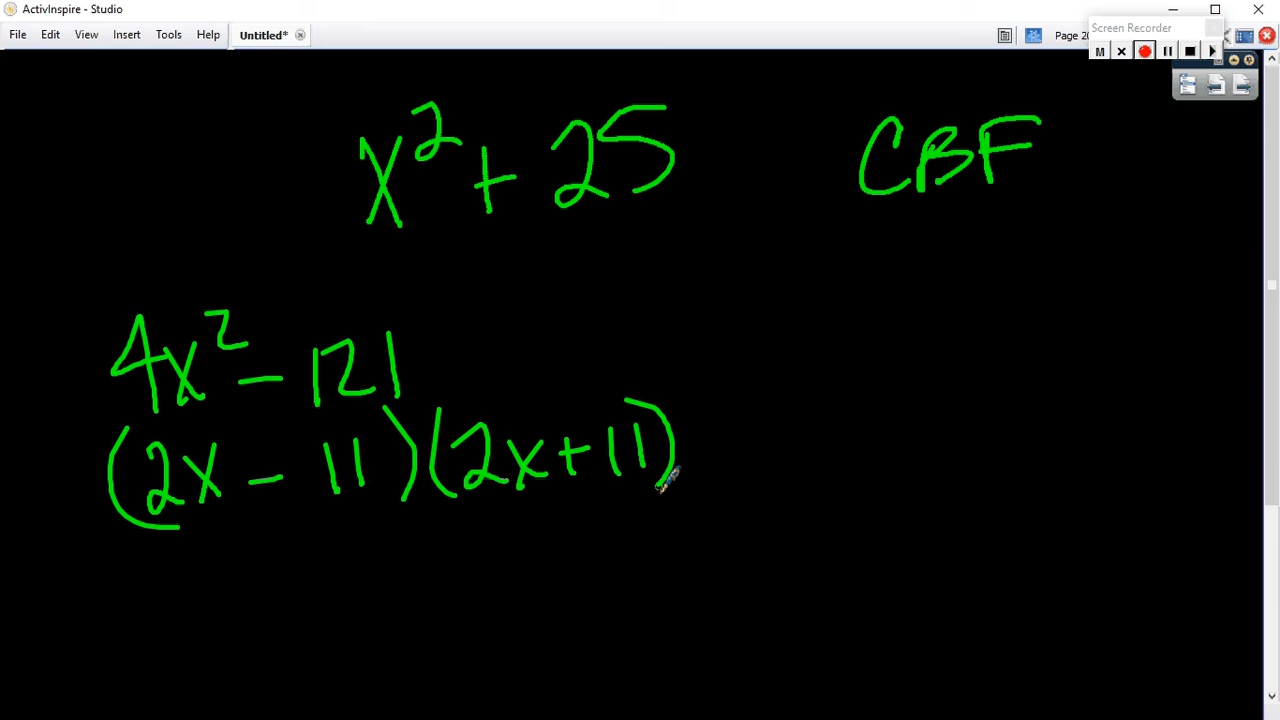 ActivInspire - Studio
File Edit View Insert Tools Help Untitled*
Screen Recorder
M
x² + 25 CBF
4x² - 121
(2x - 11)(2x + 11)